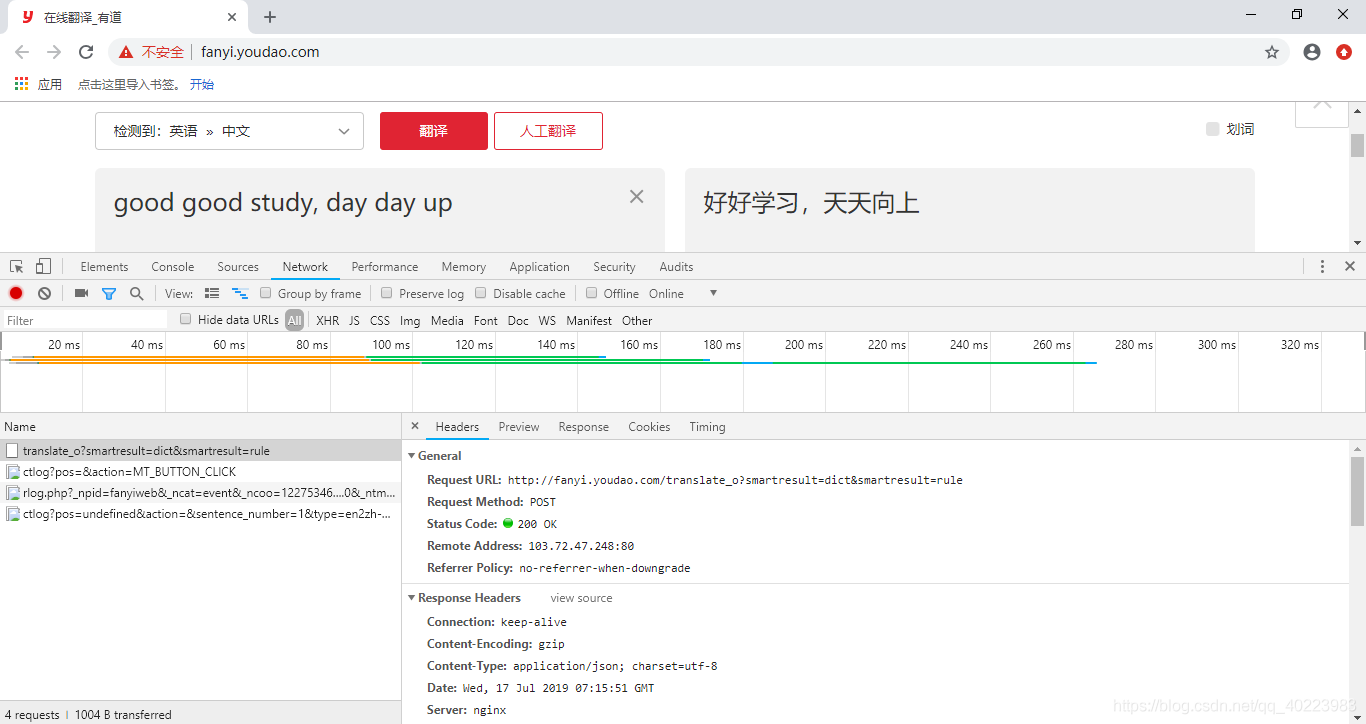 在线翻译_有道
不安全 fanyi.youdao.com
应用 点击这里导入书签。 开始
检测到：英语 » 中文 翻译 人工翻译 划词
good good study, day day up 好好学习，天天向上
Elements Console Sources Network Performance Memory Application Security Audits
View: Group by frame Preserve log Disable cache Offline Online
Filter Hide data URLs All XHR JS CSS Img Media Font Doc WS Manifest Other
20 ms 40 ms 60 ms 80 ms 100 ms 120 ms 140 ms 160 ms 180 ms 200 ms 220 ms 240 ms 260 ms 280 ms 300 ms 320 ms
Name
translate_o?smartresult=dict&smartresult=rule
ctlog?pos=&action=MT_BUTTON_CLICK
rlog.php?_npid=fanyiweb&_ncat=event&_ncoo=12275346....0&_ntm...
ctlog?pos=undefined&action=&sentence_number=1&type=en2zh-...
4 requests 1004 B transferred
Headers Preview Response Cookies Timing
General
Request URL: http://fanyi.youdao.com/translate_o?smartresult=dict&smartresult=rule
Request Method: POST
Status Code: 200 OK
Remote Address: 103.72.47.248:80
Referrer Policy: no-referrer-when-downgrade
Response Headers view source
Connection: keep-alive
Content-Encoding: gzip
Content-Type: application/json; charset=utf-8
Date: Wed, 17 Jul 2019 07:15:51 GMT
Server: nginx
https://blog.csdn.net/qq_40223983